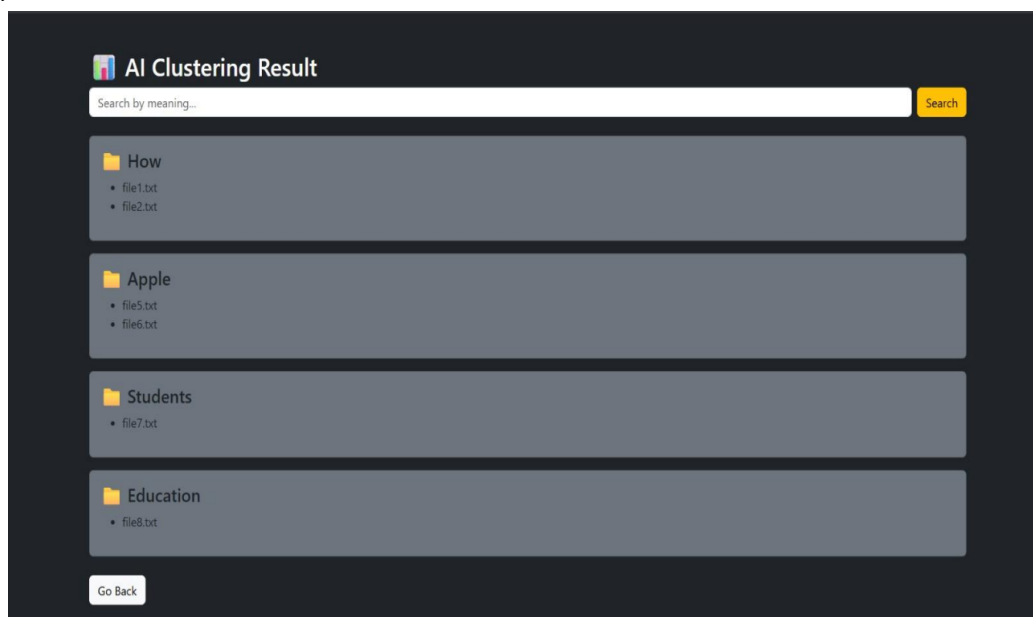 AI Clustering Result
Search by meaning...
Search
How
file1.txt
file2.txt
Apple
file5.txt
file6.txt
Students
file7.txt
Education
file8.txt
Go Back